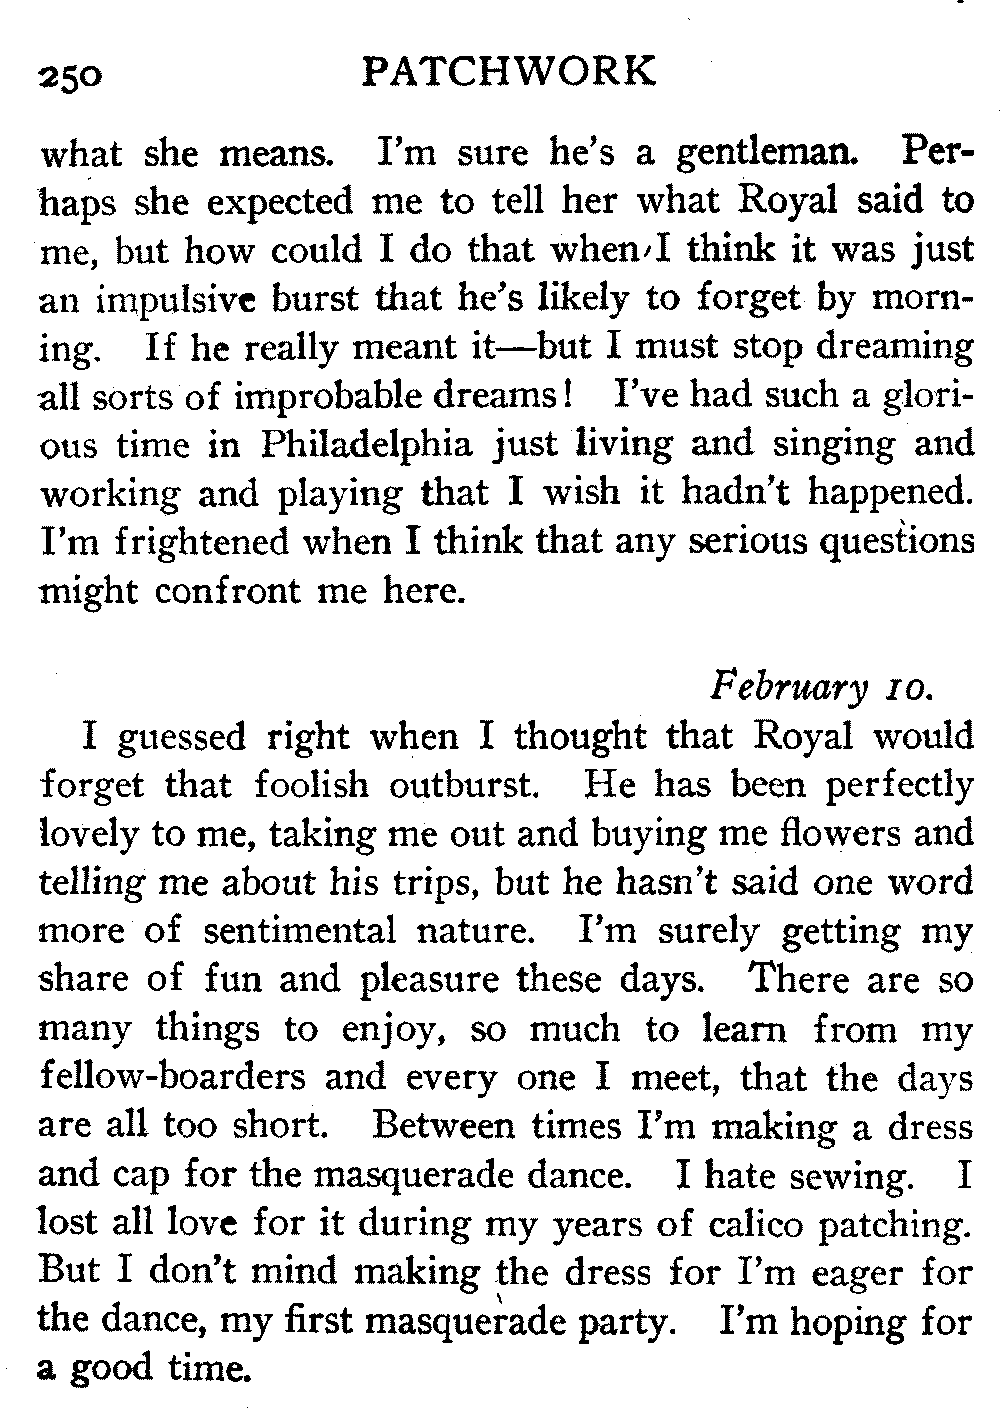 250 PATCHWORK
what she means. I'm sure he's a gentleman. Per-
haps she expected me to tell her what Royal said to
me, but how could I do that when I think it was just
an impulsive burst that he's likely to forget by morn-
ing. If he really meant it—but I must stop dreaming
all sorts of improbable dreams! I've had such a glori-
ous time in Philadelphia just living and singing and
working and playing that I wish it hadn't happened.
I'm frightened when I think that any serious questions
might confront me here.
February 10.
I guessed right when I thought that Royal would
forget that foolish outburst. He has been perfectly
lovely to me, taking me out and buying me flowers and
telling me about his trips, but he hasn't said one word
more of sentimental nature. I'm surely getting my
share of fun and pleasure these days. There are so
many things to enjoy, so much to learn from my
fellow-boarders and every one I meet, that the days
are all too short. Between times I'm making a dress
and cap for the masquerade dance. I hate sewing. I
lost all love for it during my years of calico patching.
But I don't mind making the dress for I'm eager for
the dance, my first masquerade party. I'm hoping for
a good time.